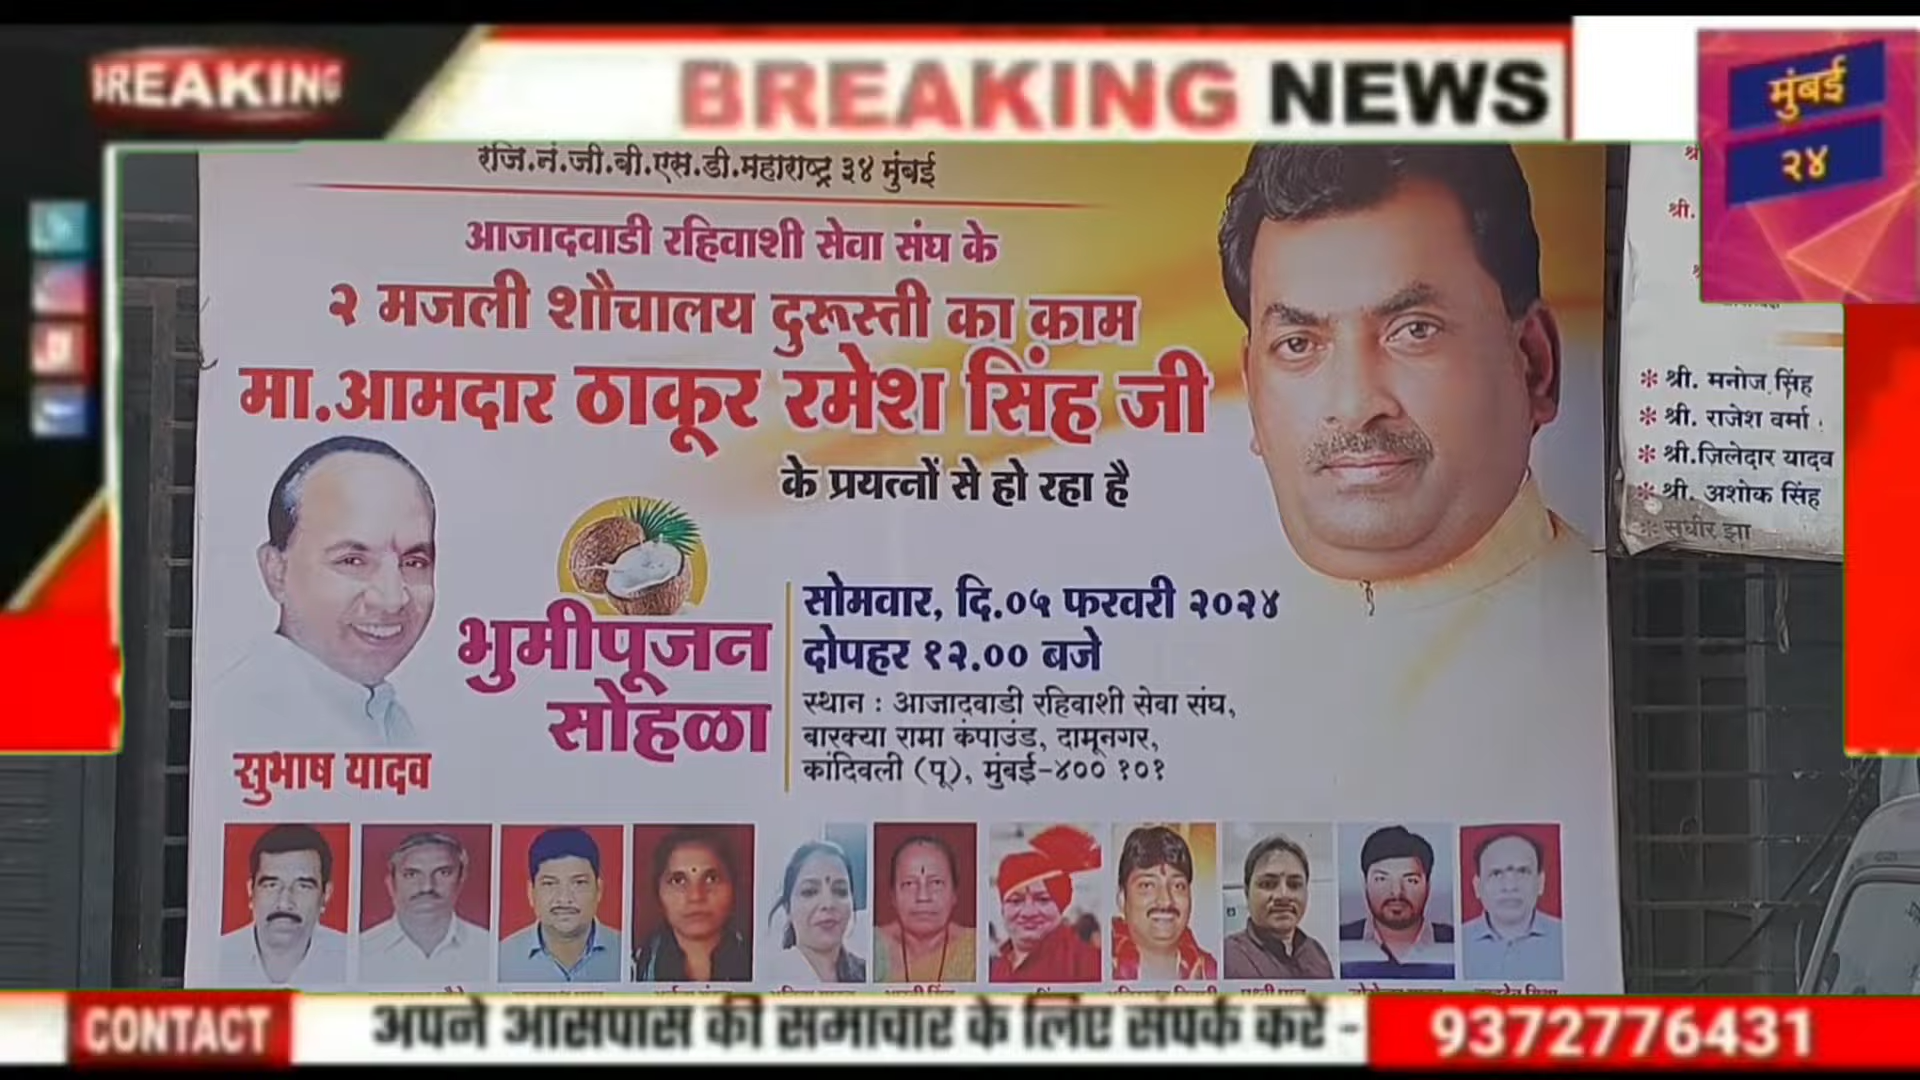 BREAKING
BREAKING NEWS
मुंबई
२४
रजि.नं.जी.बी.एस.डी.महाराष्ट्र ३४ मुंबई
आजादवाडी रहिवाशी सेवा संघ के
२ मजली शौचालय दुरूस्ती का काम
मा.आमदार ठाकूर रमेश सिंह जी
के प्रयत्नों से हो रहा है
भुमीपूजन
सोहळा
सोमवार, दि.०५ फरवरी २०२४
दोपहर १२.०० बजे
स्थान : आजादवाडी रहिवाशी सेवा संघ,
बारक्या रामा कंपाउंड, दामूनगर,
कांदिवली (पू), मुंबई-४०० १०१
सुभाष यादव
श्री.
* श्री. मनोज सिंह
* श्री. राजेश वर्मा
* श्री.जिलेदार यादव
* श्री. अशोक सिंह
* सुधीर झा
CONTACT
अपने आसपास की समाचार के लिए संपर्क करे -
9372776431